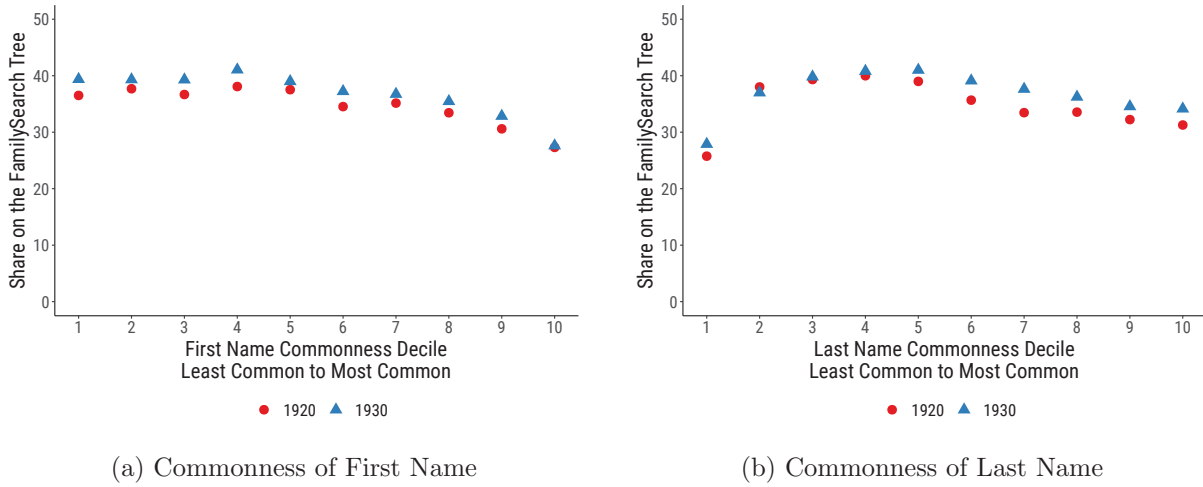 Share on the FamilySearch Tree
50
40
30
20
10
0
1 2 3 4 5 6 7 8 9 10
First Name Commonness Decile
Least Common to Most Common
1920 1930
(a) Commonness of First Name
Share on the FamilySearch Tree
50
40
30
20
10
0
1 2 3 4 5 6 7 8 9 10
Last Name Commonness Decile
Least Common to Most Common
1920 1930
(b) Commonness of Last Name